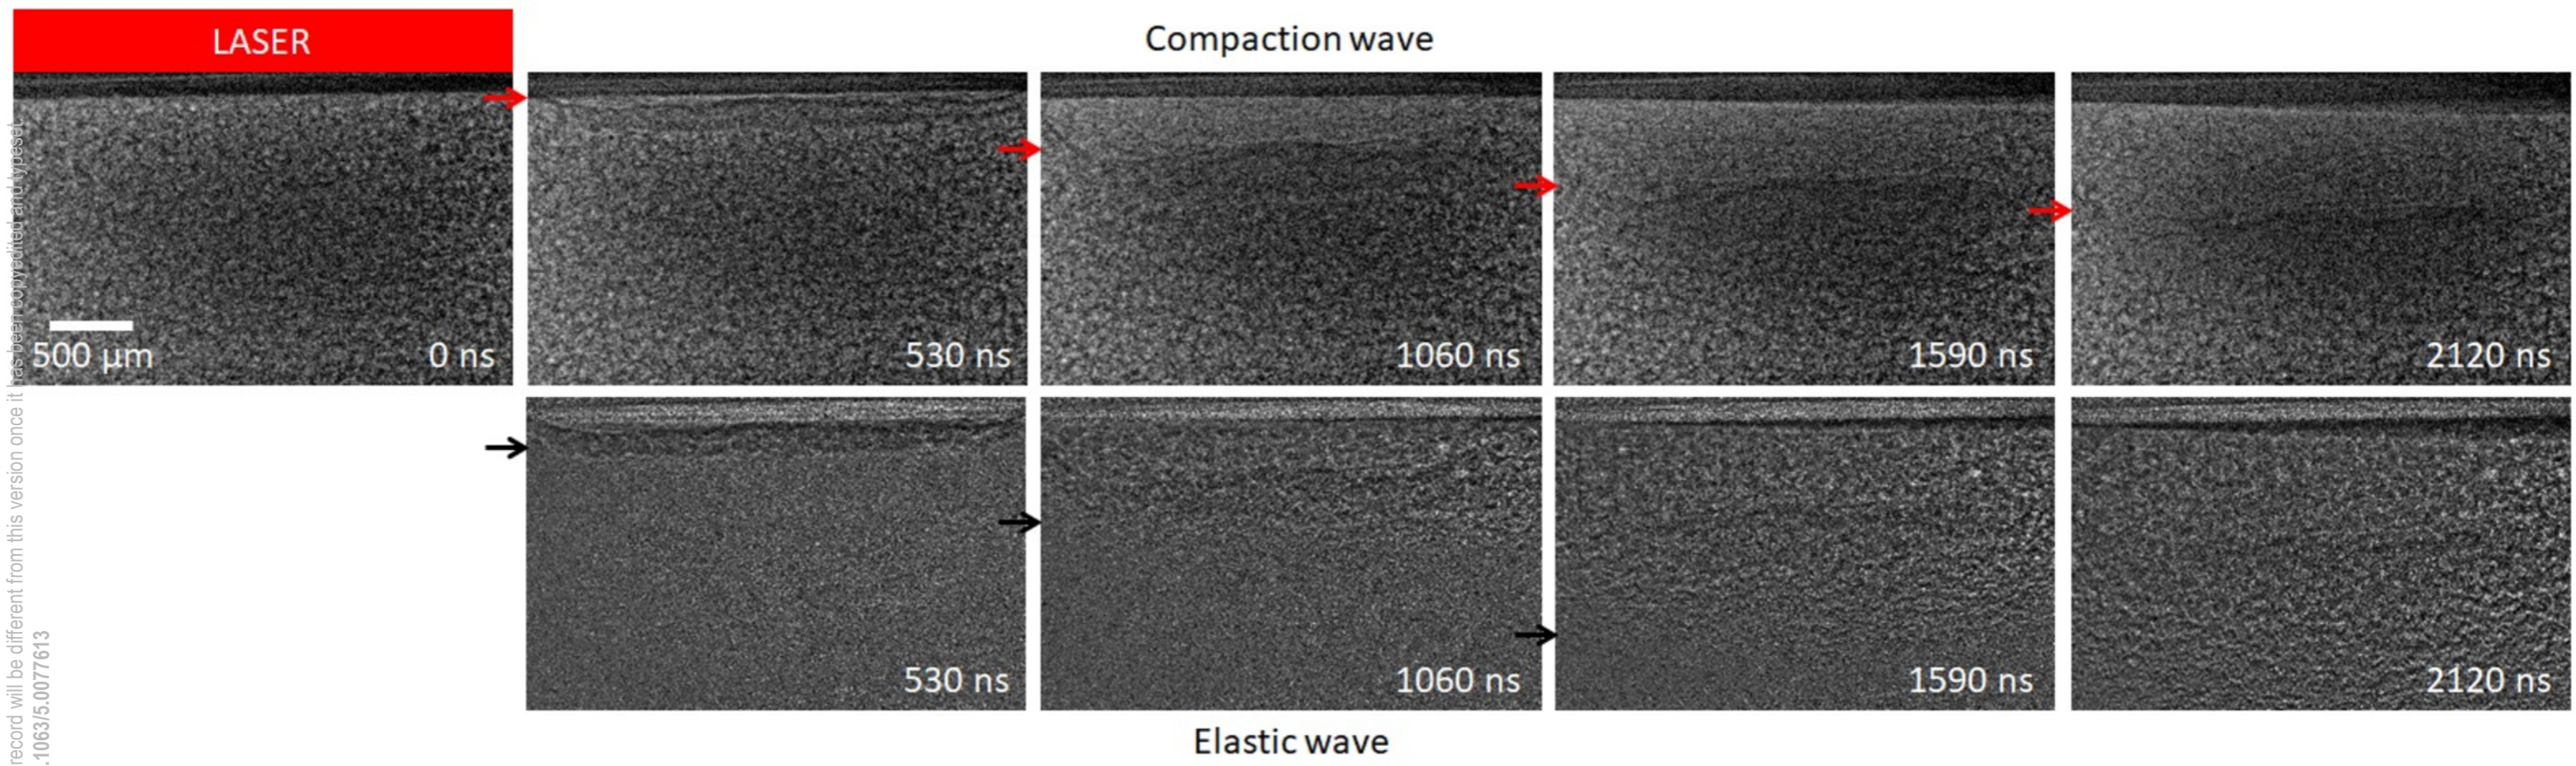 LASER
Compaction wave
500 µm
0 ns
530 ns
1060 ns
1590 ns
2120 ns
530 ns
1060 ns
1590 ns
2120 ns
Elastic wave
record will be different from this version once it has been copyedited and typeset.
.1063/5.0077613